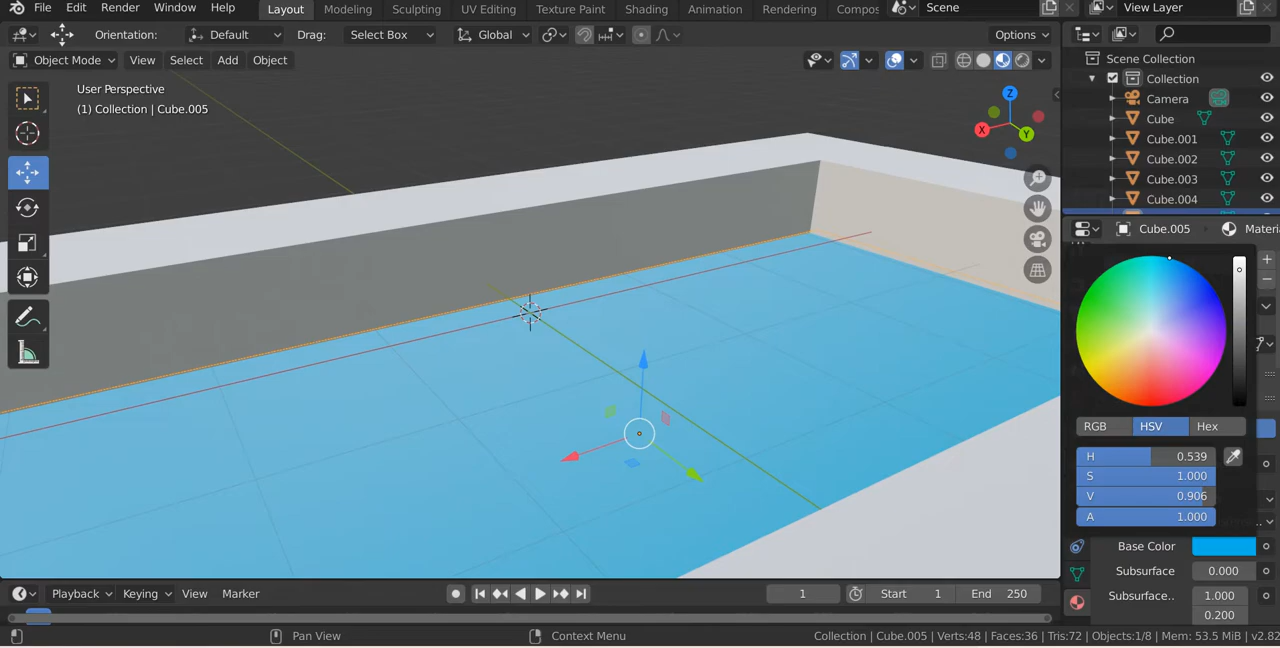 File Edit Render Window Help Layout Modeling Sculpting UV Editing Texture Paint Shading Animation Rendering Compos Scene View Layer
Orientation: Default Drag: Select Box Global Options
Object Mode View Select Add Object
Scene Collection
Collection
Camera
Cube
Cube.001
Cube.002
Cube.003
Cube.004
User Perspective
(1) Collection | Cube.005
Z
X
Y
Cube.005 Materi
RGB HSV Hex
H 0.539
S 1.000
V 0.906
A 1.000
Base Color
Subsurface 0.000
Subsurface.. 1.000
0.200
Playback Keying View Marker 1 Start 1 End 250
Pan View Context Menu Collection | Cube.005 | Verts:48 | Faces:36 | Tris:72 | Objects:1/8 | Mem: 53.5 MiB | v2.82